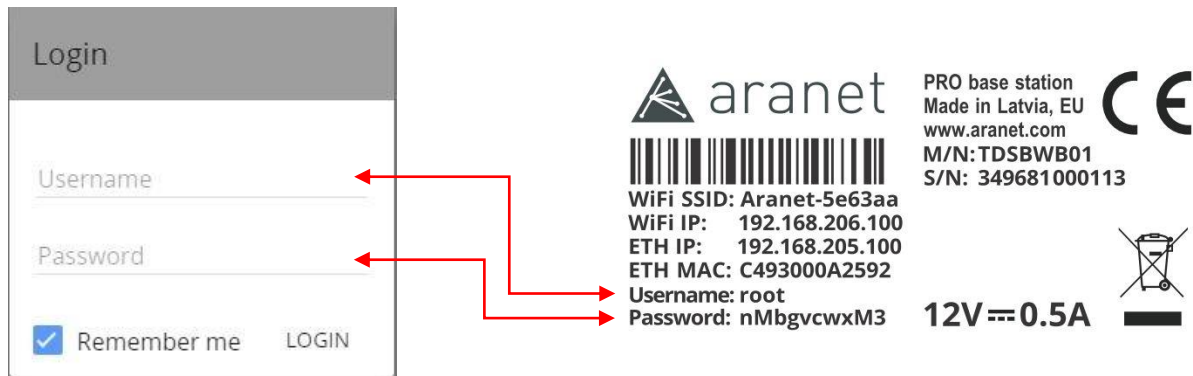 Login
Username
Password
Remember me LOGIN
aranet
WiFi SSID: Aranet-5e63aa
WiFi IP: 192.168.206.100
ETH IP: 192.168.205.100
ETH MAC: C493000A2592
Username: root
Password: nMbgvcwxM3
PRO base station
Made in Latvia, EU
www.aranet.com
M/N: TDSBWB01
S/N: 349681000113
CE
12V⎓0.5A